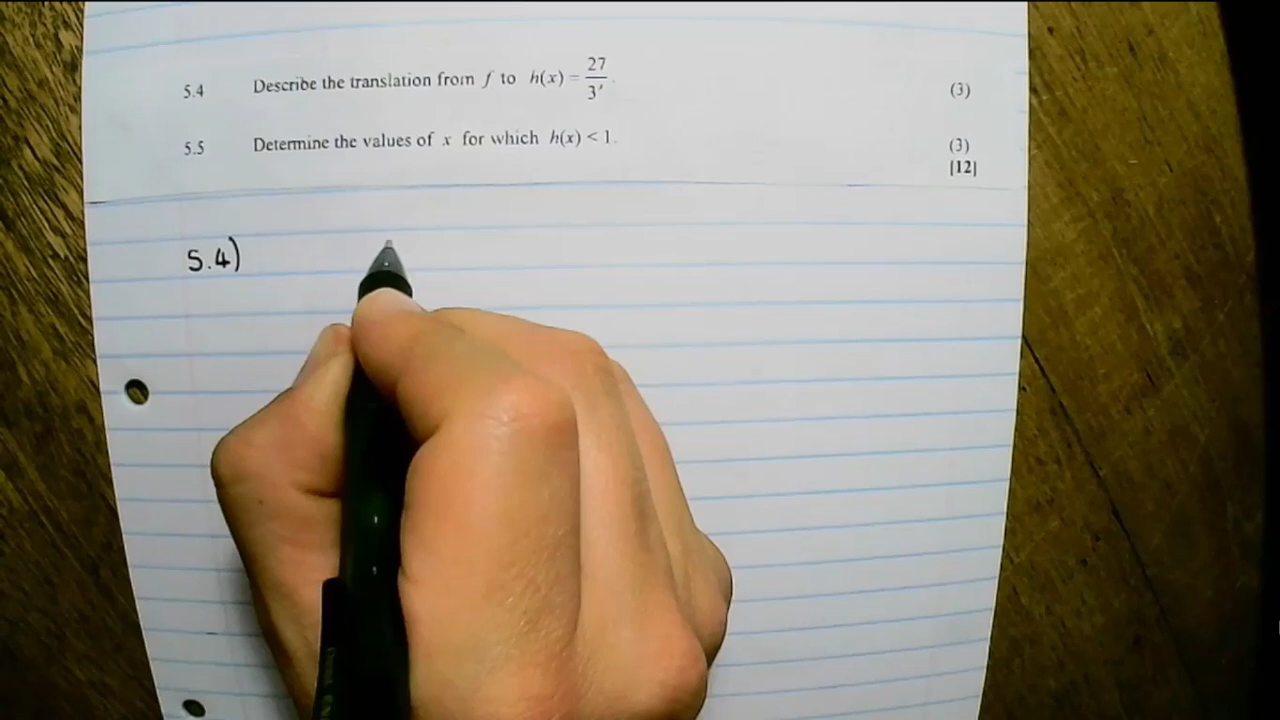 5.4 Describe the translation from f to h(x) = 27/3ˣ. (3)
5.5 Determine the values of x for which h(x) < 1. (3)
[12]
5.4)